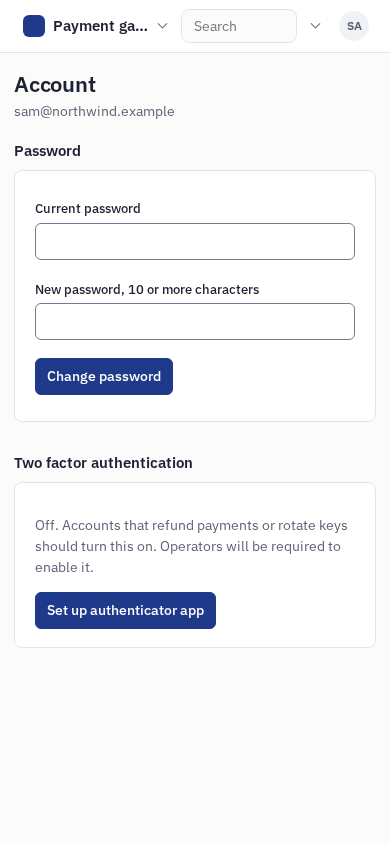 Payment ga...
Search
SA
Account
sam@northwind.example
Password
Current password
New password, 10 or more characters
Change password
Two factor authentication
Off. Accounts that refund payments or rotate keys
should turn this on. Operators will be required to
enable it.
Set up authenticator app